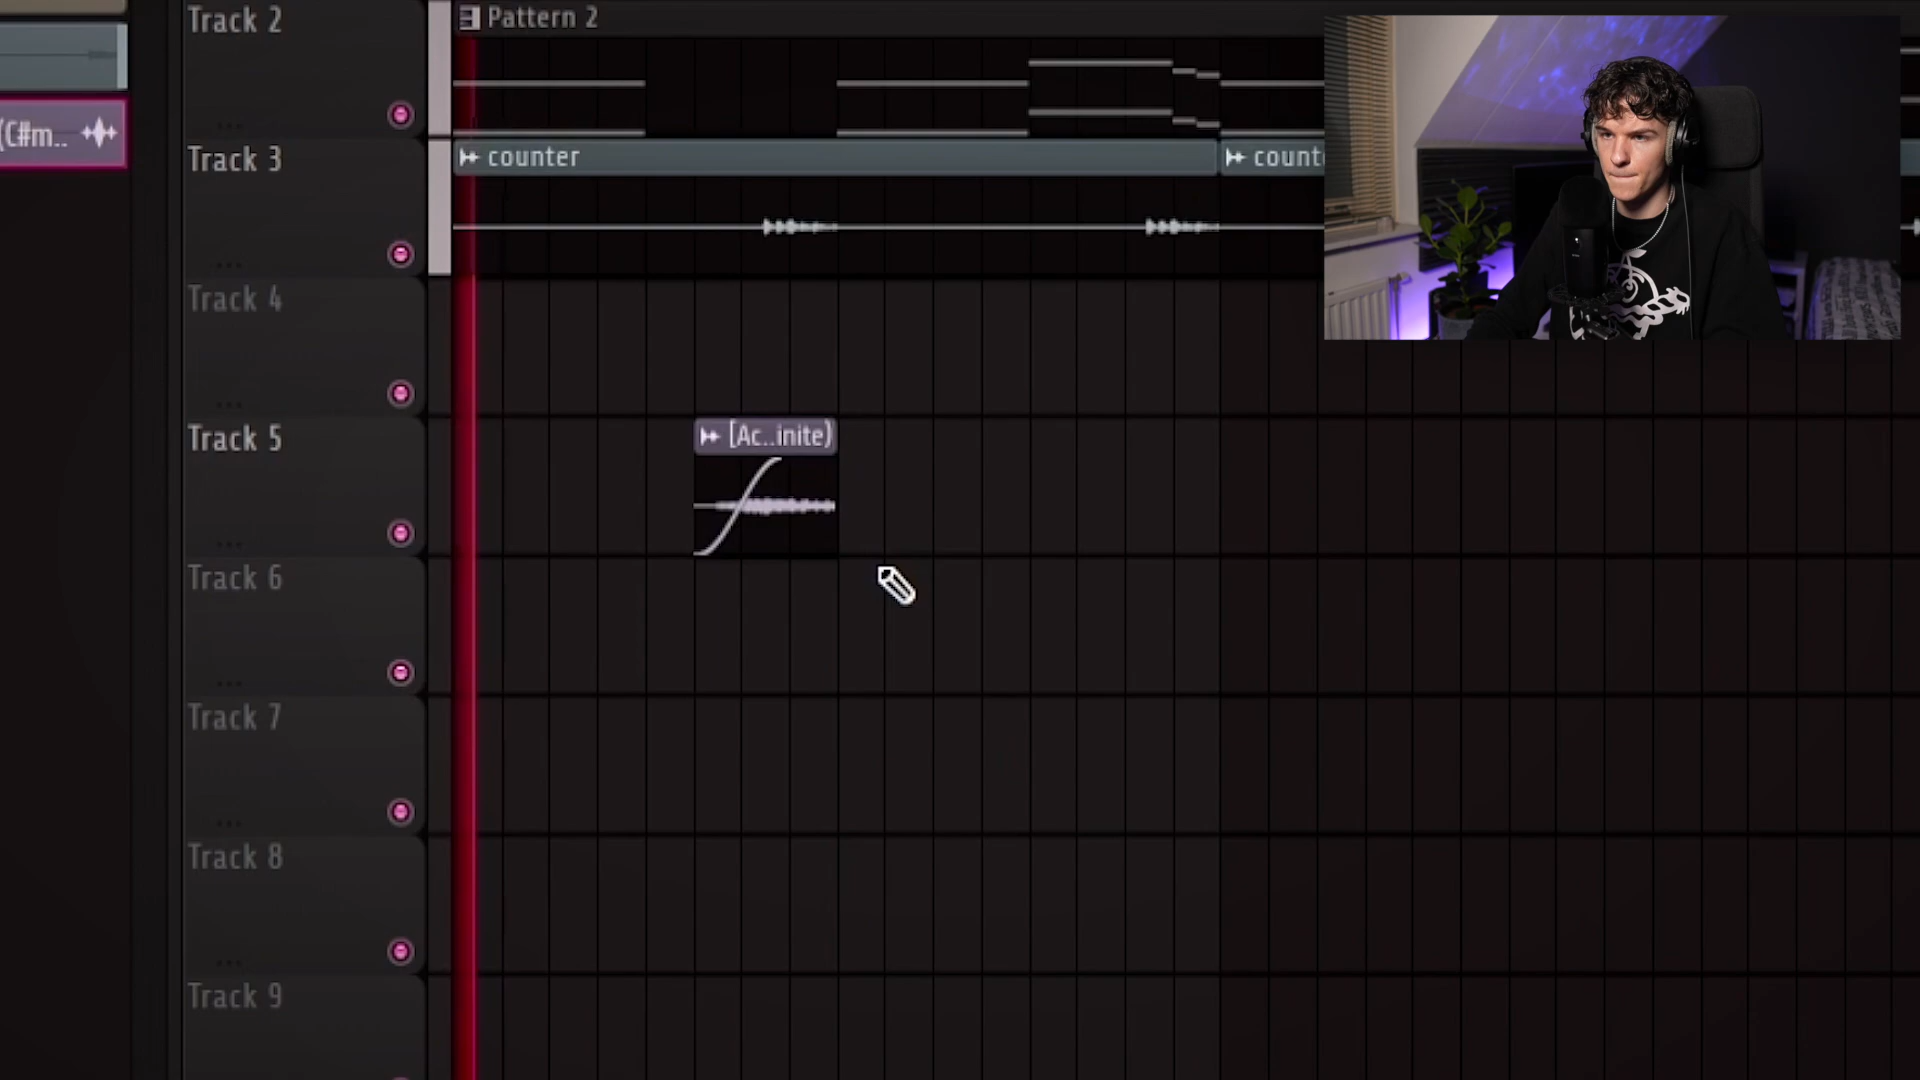 Track 2
Pattern 2
(C#m..
Track 3
counter
count
Track 4
Track 5
[Ac..inite)
Track 6
Track 7
Track 8
Track 9